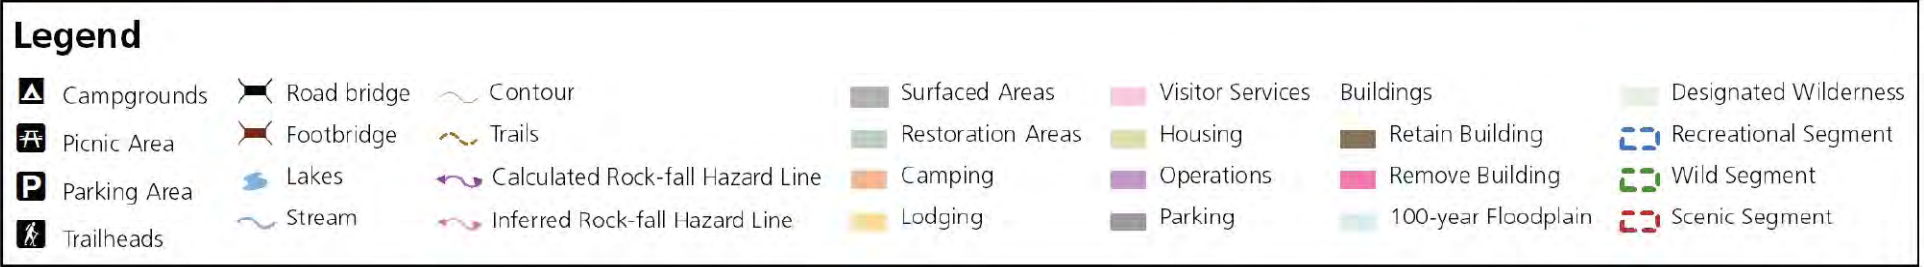 Legend
Campgrounds
Picnic Area
P Parking Area
Trailheads
Road bridge
Footbridge
Lakes
Stream
Contour
Trails
Calculated Rock-fall Hazard Line
Inferred Rock-fall Hazard Line
Surfaced Areas
Restoration Areas
Camping
Lodging
Visitor Services
Housing
Operations
Parking
Buildings
Retain Building
Remove Building
100-year Floodplain
Designated Wilderness
Recreational Segment
Wild Segment
Scenic Segment